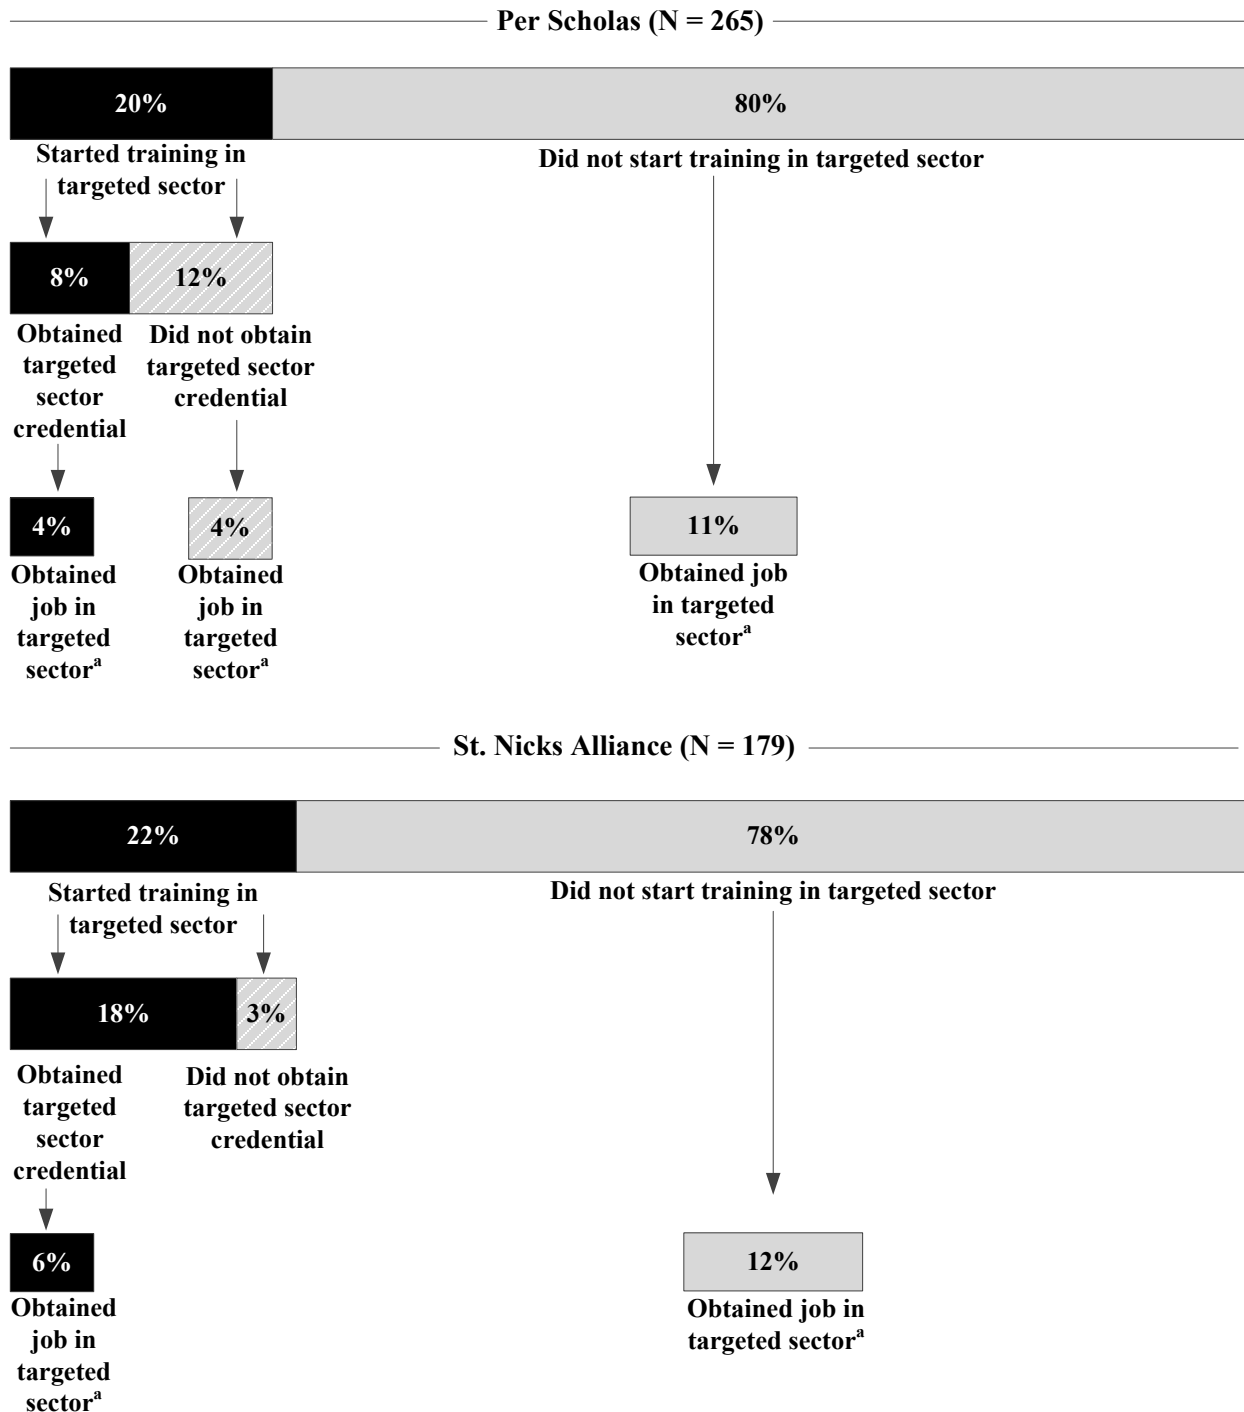 Per Scholas (N = 265)
20%
80%
Started training in
targeted sector
Did not start training in targeted sector
8%
12%
Obtained
targeted
sector
credential
Did not obtain
targeted sector
credential
4%
4%
11%
Obtained
job in
targeted
sectorᵃ
Obtained
job in
targeted
sectorᵃ
Obtained job
in targeted
sectorᵃ
St. Nicks Alliance (N = 179)
22%
78%
Started training in
targeted sector
Did not start training in targeted sector
18%
3%
Obtained
targeted
sector
credential
Did not obtain
targeted sector
credential
6%
12%
Obtained
job in
targeted
sectorᵃ
Obtained job in
targeted sectorᵃ